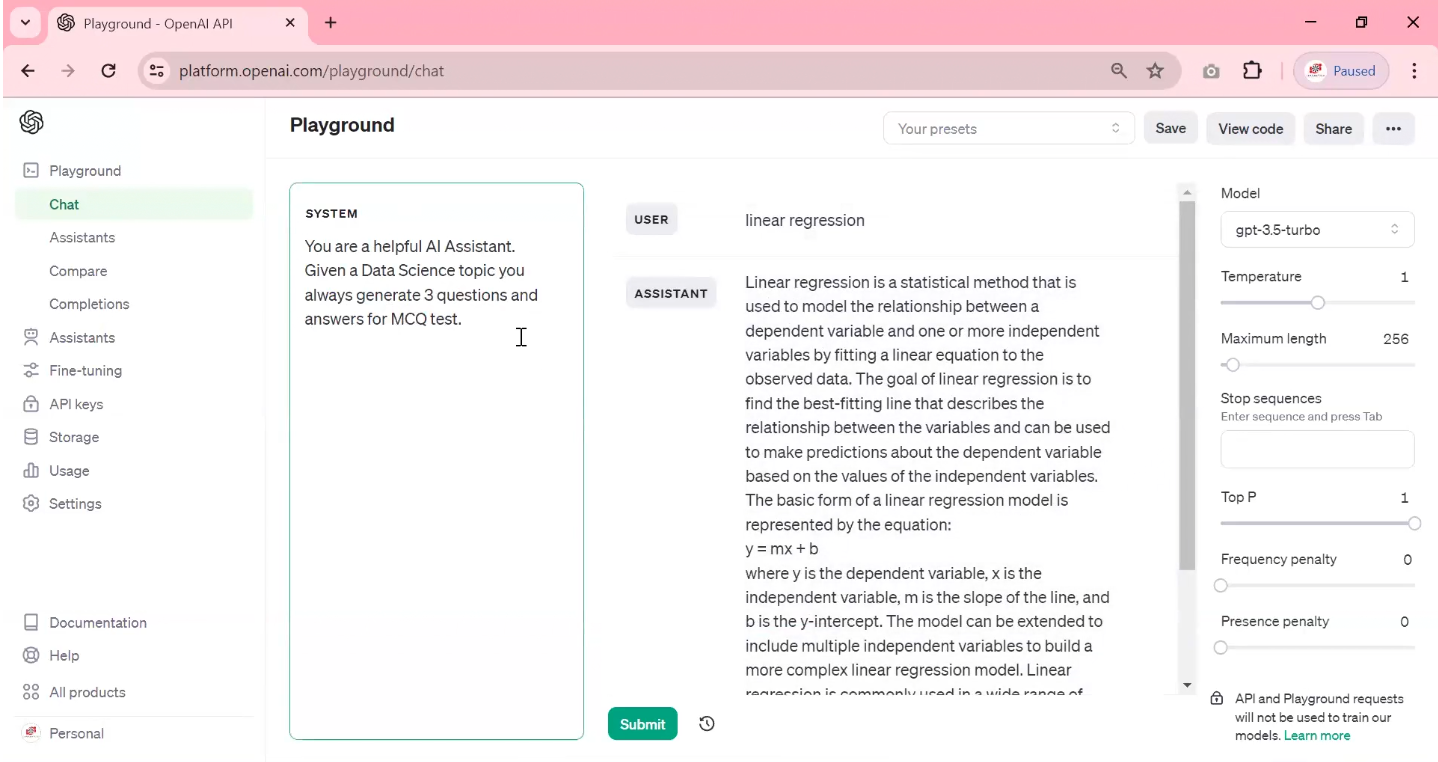 Playground - OpenAI API
platform.openai.com/playground/chat
Paused
Playground
Your presets
Save
View code
Share
Playground
Chat
Assistants
Compare
Completions
Assistants
Fine-tuning
API keys
Storage
Usage
Settings
Documentation
Help
All products
Personal
SYSTEM
You are a helpful AI Assistant.
Given a Data Science topic you
always generate 3 questions and
answers for MCQ test.
USER
linear regression
ASSISTANT
Linear regression is a statistical method that is
used to model the relationship between a
dependent variable and one or more independent
variables by fitting a linear equation to the
observed data. The goal of linear regression is to
find the best-fitting line that describes the
relationship between the variables and can be used
to make predictions about the dependent variable
based on the values of the independent variables.
The basic form of a linear regression model is
represented by the equation:
y = mx + b
where y is the dependent variable, x is the
independent variable, m is the slope of the line, and
b is the y-intercept. The model can be extended to
include multiple independent variables to build a
more complex linear regression model. Linear
regression is commonly used in a wide range of
Submit
Model
gpt-3.5-turbo
Temperature 1
Maximum length 256
Stop sequences
Enter sequence and press Tab
Top P 1
Frequency penalty 0
Presence penalty 0
API and Playground requests
will not be used to train our
models. Learn more